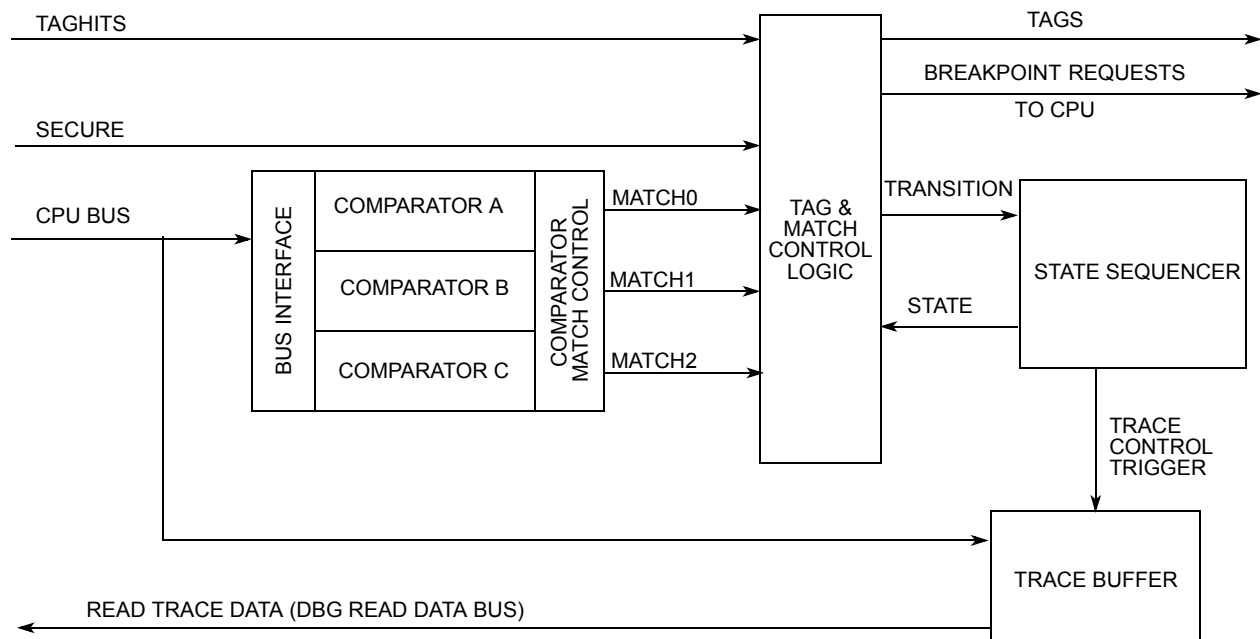 TAGHITS
TAGS
BREAKPOINT REQUESTS
TO CPU
SECURE
CPU BUS
BUS INTERFACE
COMPARATOR A
COMPARATOR B
COMPARATOR C
COMPARATOR
MATCH CONTROL
MATCH0
MATCH1
MATCH2
TAG &
MATCH
CONTROL
LOGIC
TRANSITION
STATE
STATE SEQUENCER
TRACE
CONTROL
TRIGGER
TRACE BUFFER
READ TRACE DATA (DBG READ DATA BUS)